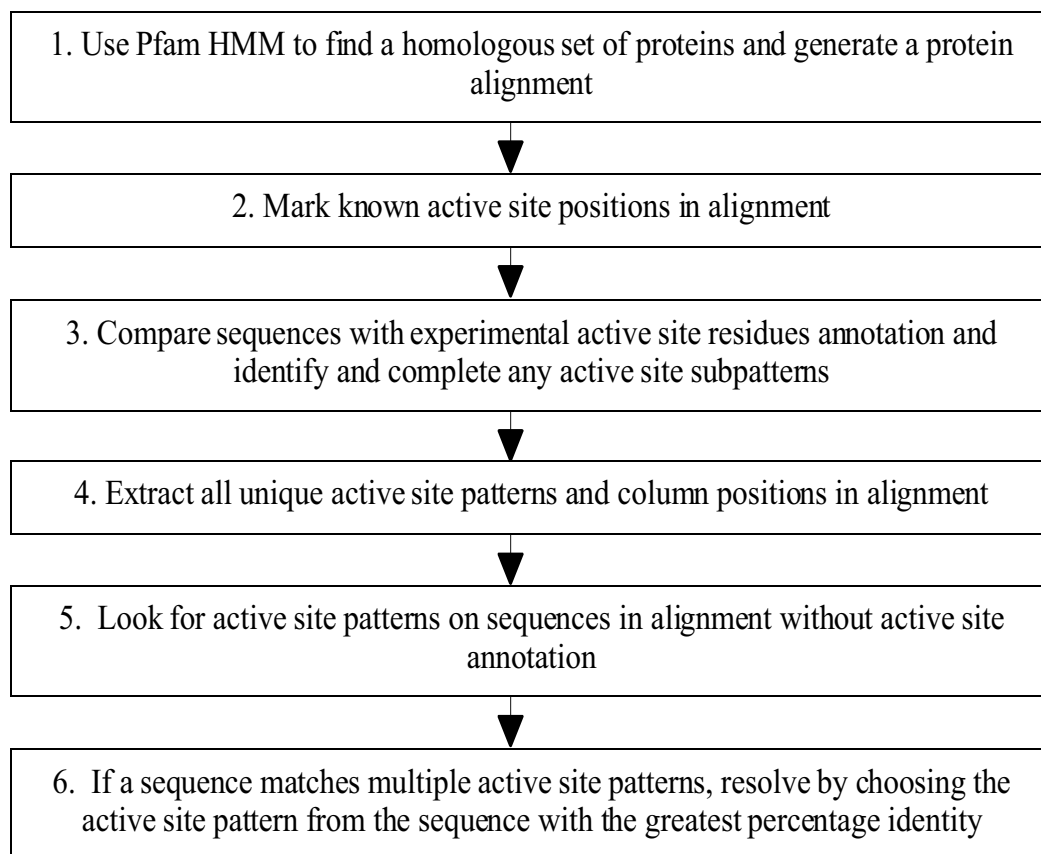 1. Use Pfam HMM to find a homologous set of proteins and generate a protein
alignment
2. Mark known active site positions in alignment
3. Compare sequences with experimental active site residues annotation and
identify and complete any active site subpatterns
4. Extract all unique active site patterns and column positions in alignment
5. Look for active site patterns on sequences in alignment without active site
annotation
6. If a sequence matches multiple active site patterns, resolve by choosing the
active site pattern from the sequence with the greatest percentage identity